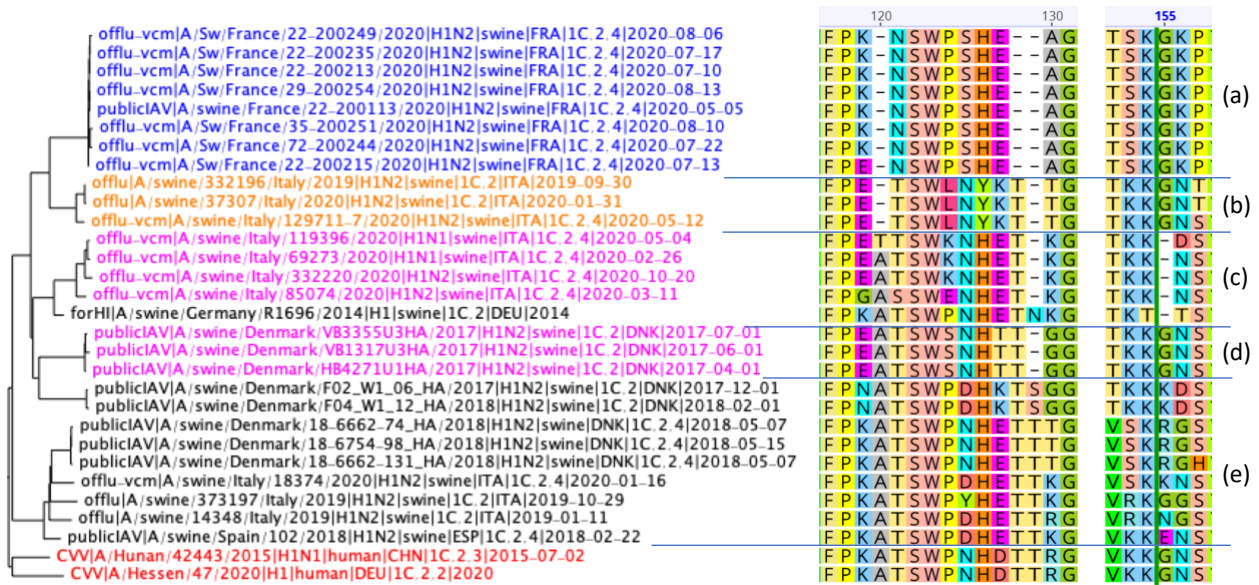 120 130 155
offlu-vcm|A/Sw/France/22-200249/2020|H1N2|swine|FRA|1C.2.4|2020-08-06 F P K - N S W P S H E - - A G T S K G K P
offlu-vcm|A/Sw/France/22-200235/2020|H1N2|swine|FRA|1C.2.4|2020-07-17 F P K - N S W P S H E - - A G T S K G K P
offlu-vcm|A/Sw/France/22-200213/2020|H1N2|swine|FRA|1C.2.4|2020-07-10 F P K - N S W P S H E - - A G T S K G K P
offlu-vcm|A/Sw/France/29-200254/2020|H1N2|swine|FRA|1C.2.4|2020-08-13 F P K - N S W P S H E - - A G T S K G K P
(a)
publicIAV|A/swine/France/22-200113/2020|H1N2|swine|FRA|1C.2.4|2020-05-05 F P K - N S W P S H E - - A G T S K G K P
offlu-vcm|A/Sw/France/35-200251/2020|H1N2|swine|FRA|1C.2.4|2020-08-10 F P K - N S W P S H E - - A G T S K G K P
offlu-vcm|A/Sw/France/72-200244/2020|H1N2|swine|FRA|1C.2.4|2020-07-22 F P K - N S W P S H E - - A G T S K G K P
offlu-vcm|A/Sw/France/22-200215/2020|H1N2|swine|FRA|1C.2.4|2020-07-13 F P E - N S W P S H E - - A G T S K G K P
offlu|A/swine/332196/Italy/2019|H1N2|swine|1C.2|ITA|2019-09-30 F P E - T S W L N Y K T - T G T K K G N T
offlu|A/swine/37307/Italy/2020|H1N2|swine|1C.2|ITA|2020-01-31 F P E - T S W L N Y K T - T G T K K G N T
(b)
offlu-vcm|A/swine/Italy/129711-7/2020|H1N2|swine|ITA|1C.2.4|2020-05-12 F P E - T S W L N Y K T - T G T K K G N S
offlu-vcm|A/swine/Italy/119396/2020|H1N1|swine|ITA|1C.2.4|2020-05-04 F P E T T S W K N H E T - K G T K K - D S
offlu-vcm|A/swine/Italy/69273/2020|H1N1|swine|ITA|1C.2.4|2020-02-26 F P E A T S W K N H E T - K G T K K - N S
offlu-vcm|A/swine/Italy/332220/2020|H1N2|swine|ITA|1C.2.4|2020-10-20 F P E A T S W K N H E T - K G T K K - N S
(c)
offlu-vcm|A/swine/Italy/85074/2020|H1N2|swine|ITA|1C.2.4|2020-03-11 F P G A S S W E N H E T - K G T K K - N S
forHI|A/swine/Germany/R1696/2014|H1|swine|1C.2|DEU|2014 F P K A T S W P N H E T N K G T K T - T S
publicIAV|A/swine/Denmark/VB3355U3HA/2017|H1N2|swine|1C.2|DNK|2017-07-01 F P E A T S W S N H T T - G G T K K G N S
publicIAV|A/swine/Denmark/VB1317U3HA/2017|H1N2|swine|1C.2|DNK|2017-06-01 F P E A T S W S N H T T - G G T K K G N S
(d)
publicIAV|A/swine/Denmark/HB4271U1HA/2017|H1N2|swine|1C.2|DNK|2017-04-01 F P E A T S W S N H T T - G G T K K G N S
publicIAV|A/swine/Denmark/F02_W1_06_HA/2017|H1N2|swine|1C.2|DNK|2017-12-01 F P N A T S W P D H K T S G G T K K K D S
publicIAV|A/swine/Denmark/F04_W1_12_HA/2018|H1N2|swine|1C.2|DNK|2018-02-01 F P N A T S W P D H K T S G G T K K K D S
publicIAV|A/swine/Denmark/18-6662-74_HA/2018|H1N2|swine|DNK|1C.2.4|2018-05-07 F P K A T S W P N H E T T T G V S K R G S
publicIAV|A/swine/Denmark/18-6754-98_HA/2018|H1N2|swine|DNK|1C.2.4|2018-05-15 F P K A T S W P N H E T T T G V S K R G S
publicIAV|A/swine/Denmark/18-6662-131_HA/2018|H1N2|swine|DNK|1C.2.4|2018-05-07 F P K A T S W P N H E T T T G V S K R G H
offlu-vcm|A/swine/Italy/18374/2020|H1N2|swine|ITA|1C.2.4|2020-01-16 F P K A T S W P D H E T T K G V S K K N S
(e)
offlu|A/swine/373197/Italy/2019|H1N2|swine|1C.2|ITA|2019-10-29 F P K A T S W P Y H E T T K G V R K G G S
offlu|A/swine/14348/Italy/2019|H1N2|swine|1C.2|ITA|2019-01-11 F P K A T S W P D H E T T R G V R K N G S
publicIAV|A/swine/Spain/102/2018|H1N2|swine|ESP|1C.2|2018-02-22 F P K A T S W P D H E T T R G V K K E N S
CVV|A/Hunan/42443/2015|H1N1|human|CHN|1C.2.3|2015-07-02 F P K A T S W P N H D T T R G V K K G N S
CVV|A/Hessen/47/2020|H1|human|DEU|1C.2.2|2020 F P K A T S W P N H D T T R G V K K G N S